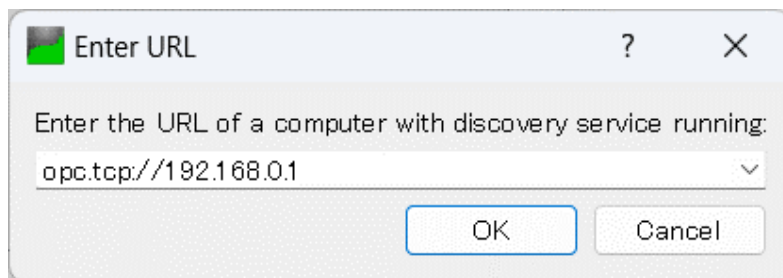 Enter URL
?
Enter the URL of a computer with discovery service running:
opc.tcp://192.168.0.1
OK
Cancel